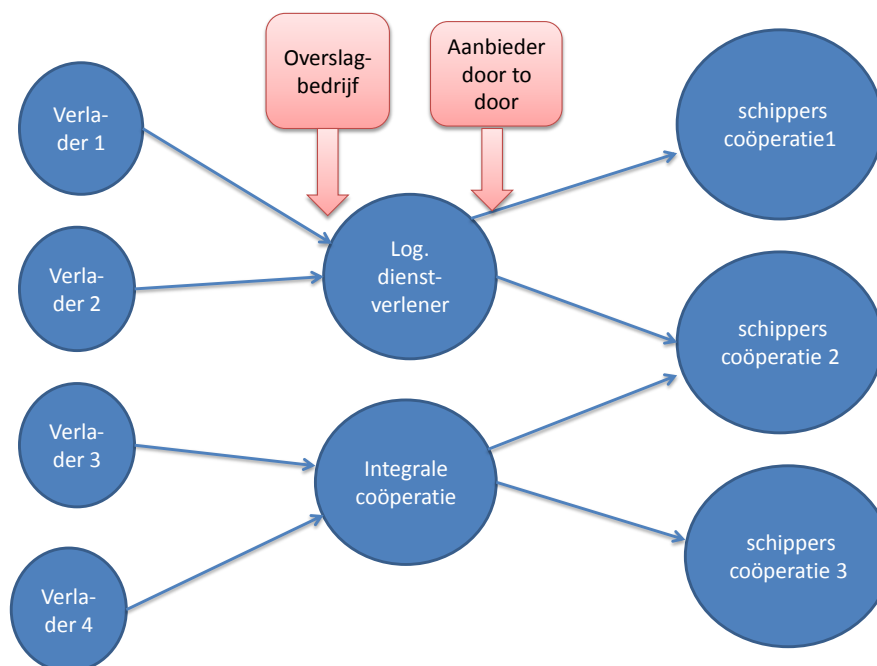 Overslag-
bedrijf
Aanbieder
door to
door
Verla-
der 1
schippers
coöperatie1
Verla-
der 2
Log.
dienst-
verlener
schippers
coöperatie 2
Verla-
der 3
Integrale
coöperatie
schippers
coöperatie 3
Verla-
der 4